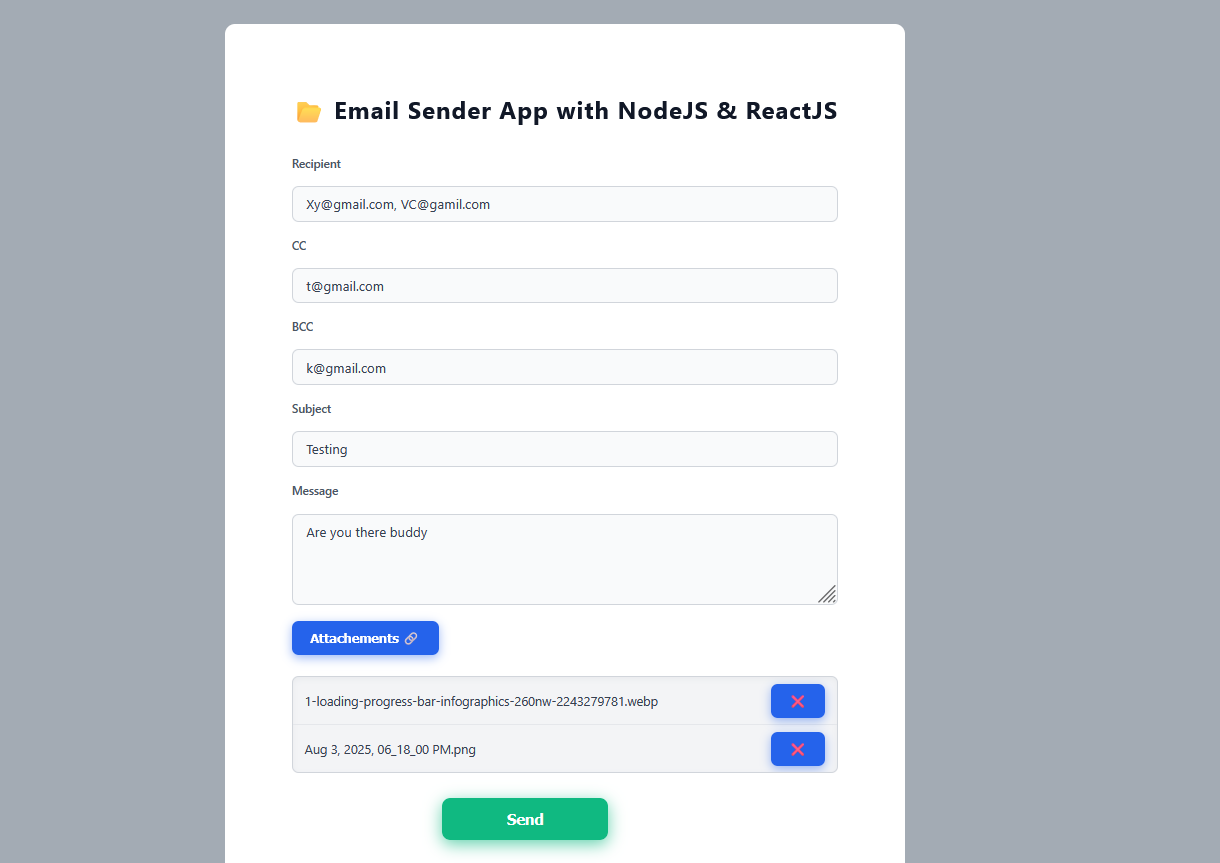 Email Sender App with NodeJS & ReactJS
Recipient
Xy@gmail.com, VC@gamil.com
CC
t@gmail.com
BCC
k@gmail.com
Subject
Testing
Message
Are you there buddy
Attachements
1-loading-progress-bar-infographics-260nw-2243279781.webp
Aug 3, 2025, 06_18_00 PM.png
Send